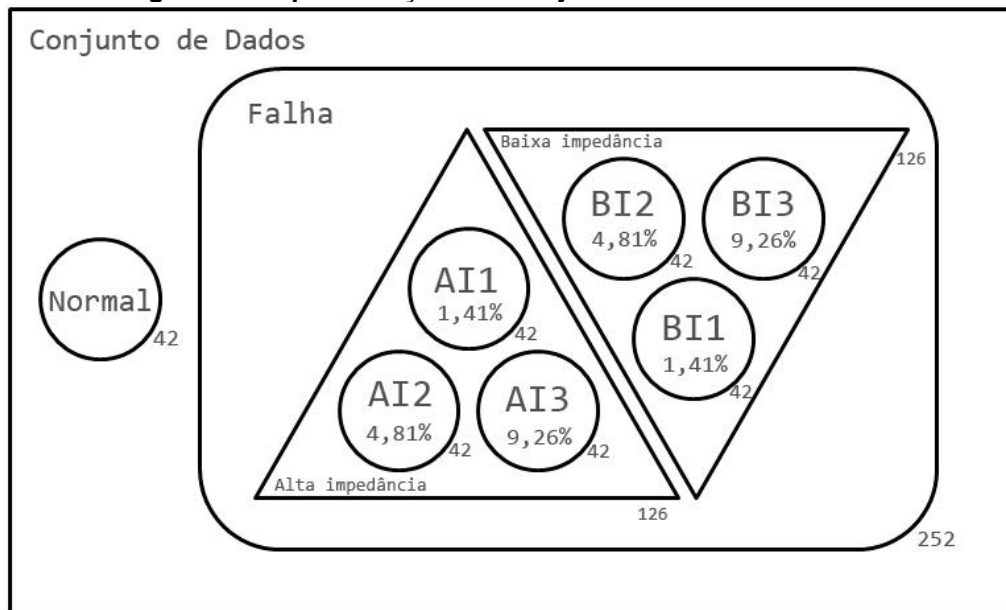 Conjunto de Dados
Falha
Baixa impedância
126
BI2
4,81%
42
BI3
9,26%
42
BI1
1,41%
42
Normal
42
AI1
1,41%
42
AI2
4,81%
42
AI3
9,26%
42
Alta impedância
126
252